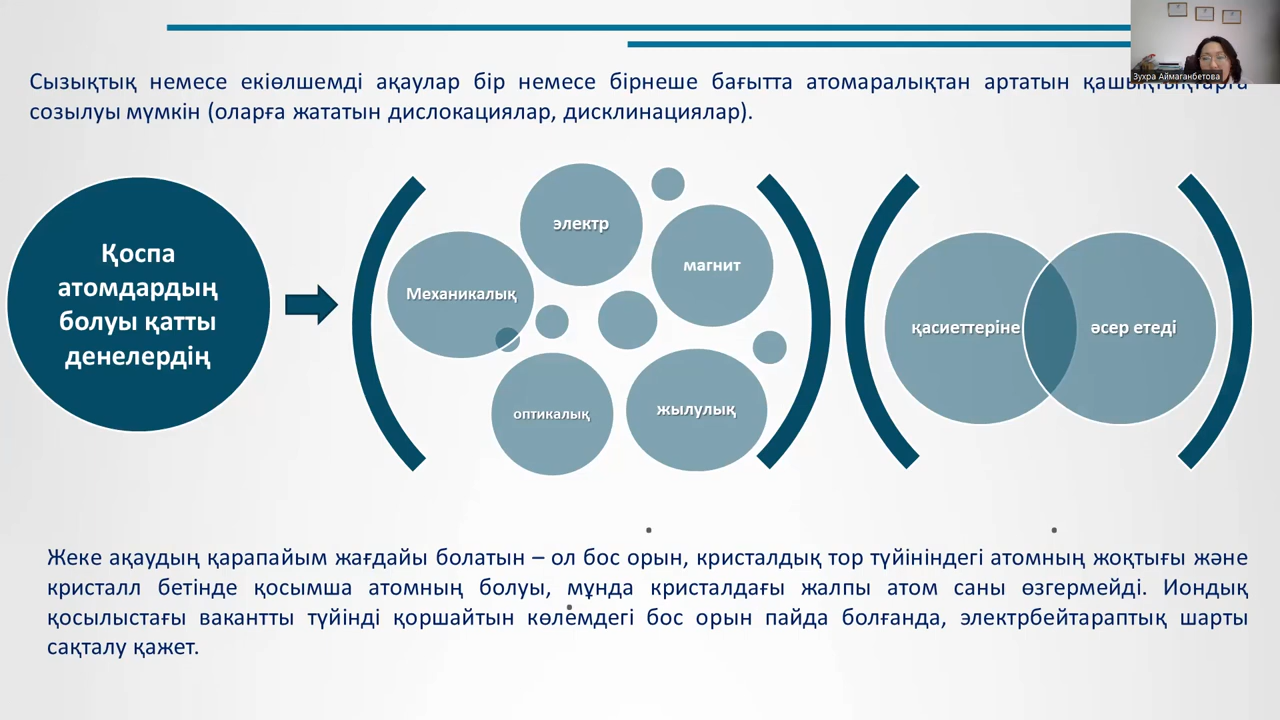 Зухра Аймаганбетова
Сызықтық немесе екіөлшемді ақаулар бір немесе бірнеше бағытта атомаралықтан артатын қашықтықтарға
созылуы мүмкін (оларға жататын дислокациялар, дисклинациялар).
Қоспа
атомдардың
болуы қатты
денелердің
Механикалық
электр
магнит
оптикалық
жылулық
қасиеттеріне
әсер етеді
Жеке ақаудың қарапайым жағдайы болатын – ол бос орын, кристалдық тор түйініндегі атомның жоқтығы және
кристалл бетінде қосымша атомның болуы, мұнда кристалдағы жалпы атом саны өзгермейді. Иондық
қосылыстағы вакантты түйінді қоршайтын көлемдегі бос орын пайда болғанда, электрбейтараптық шарты
сақталу қажет.